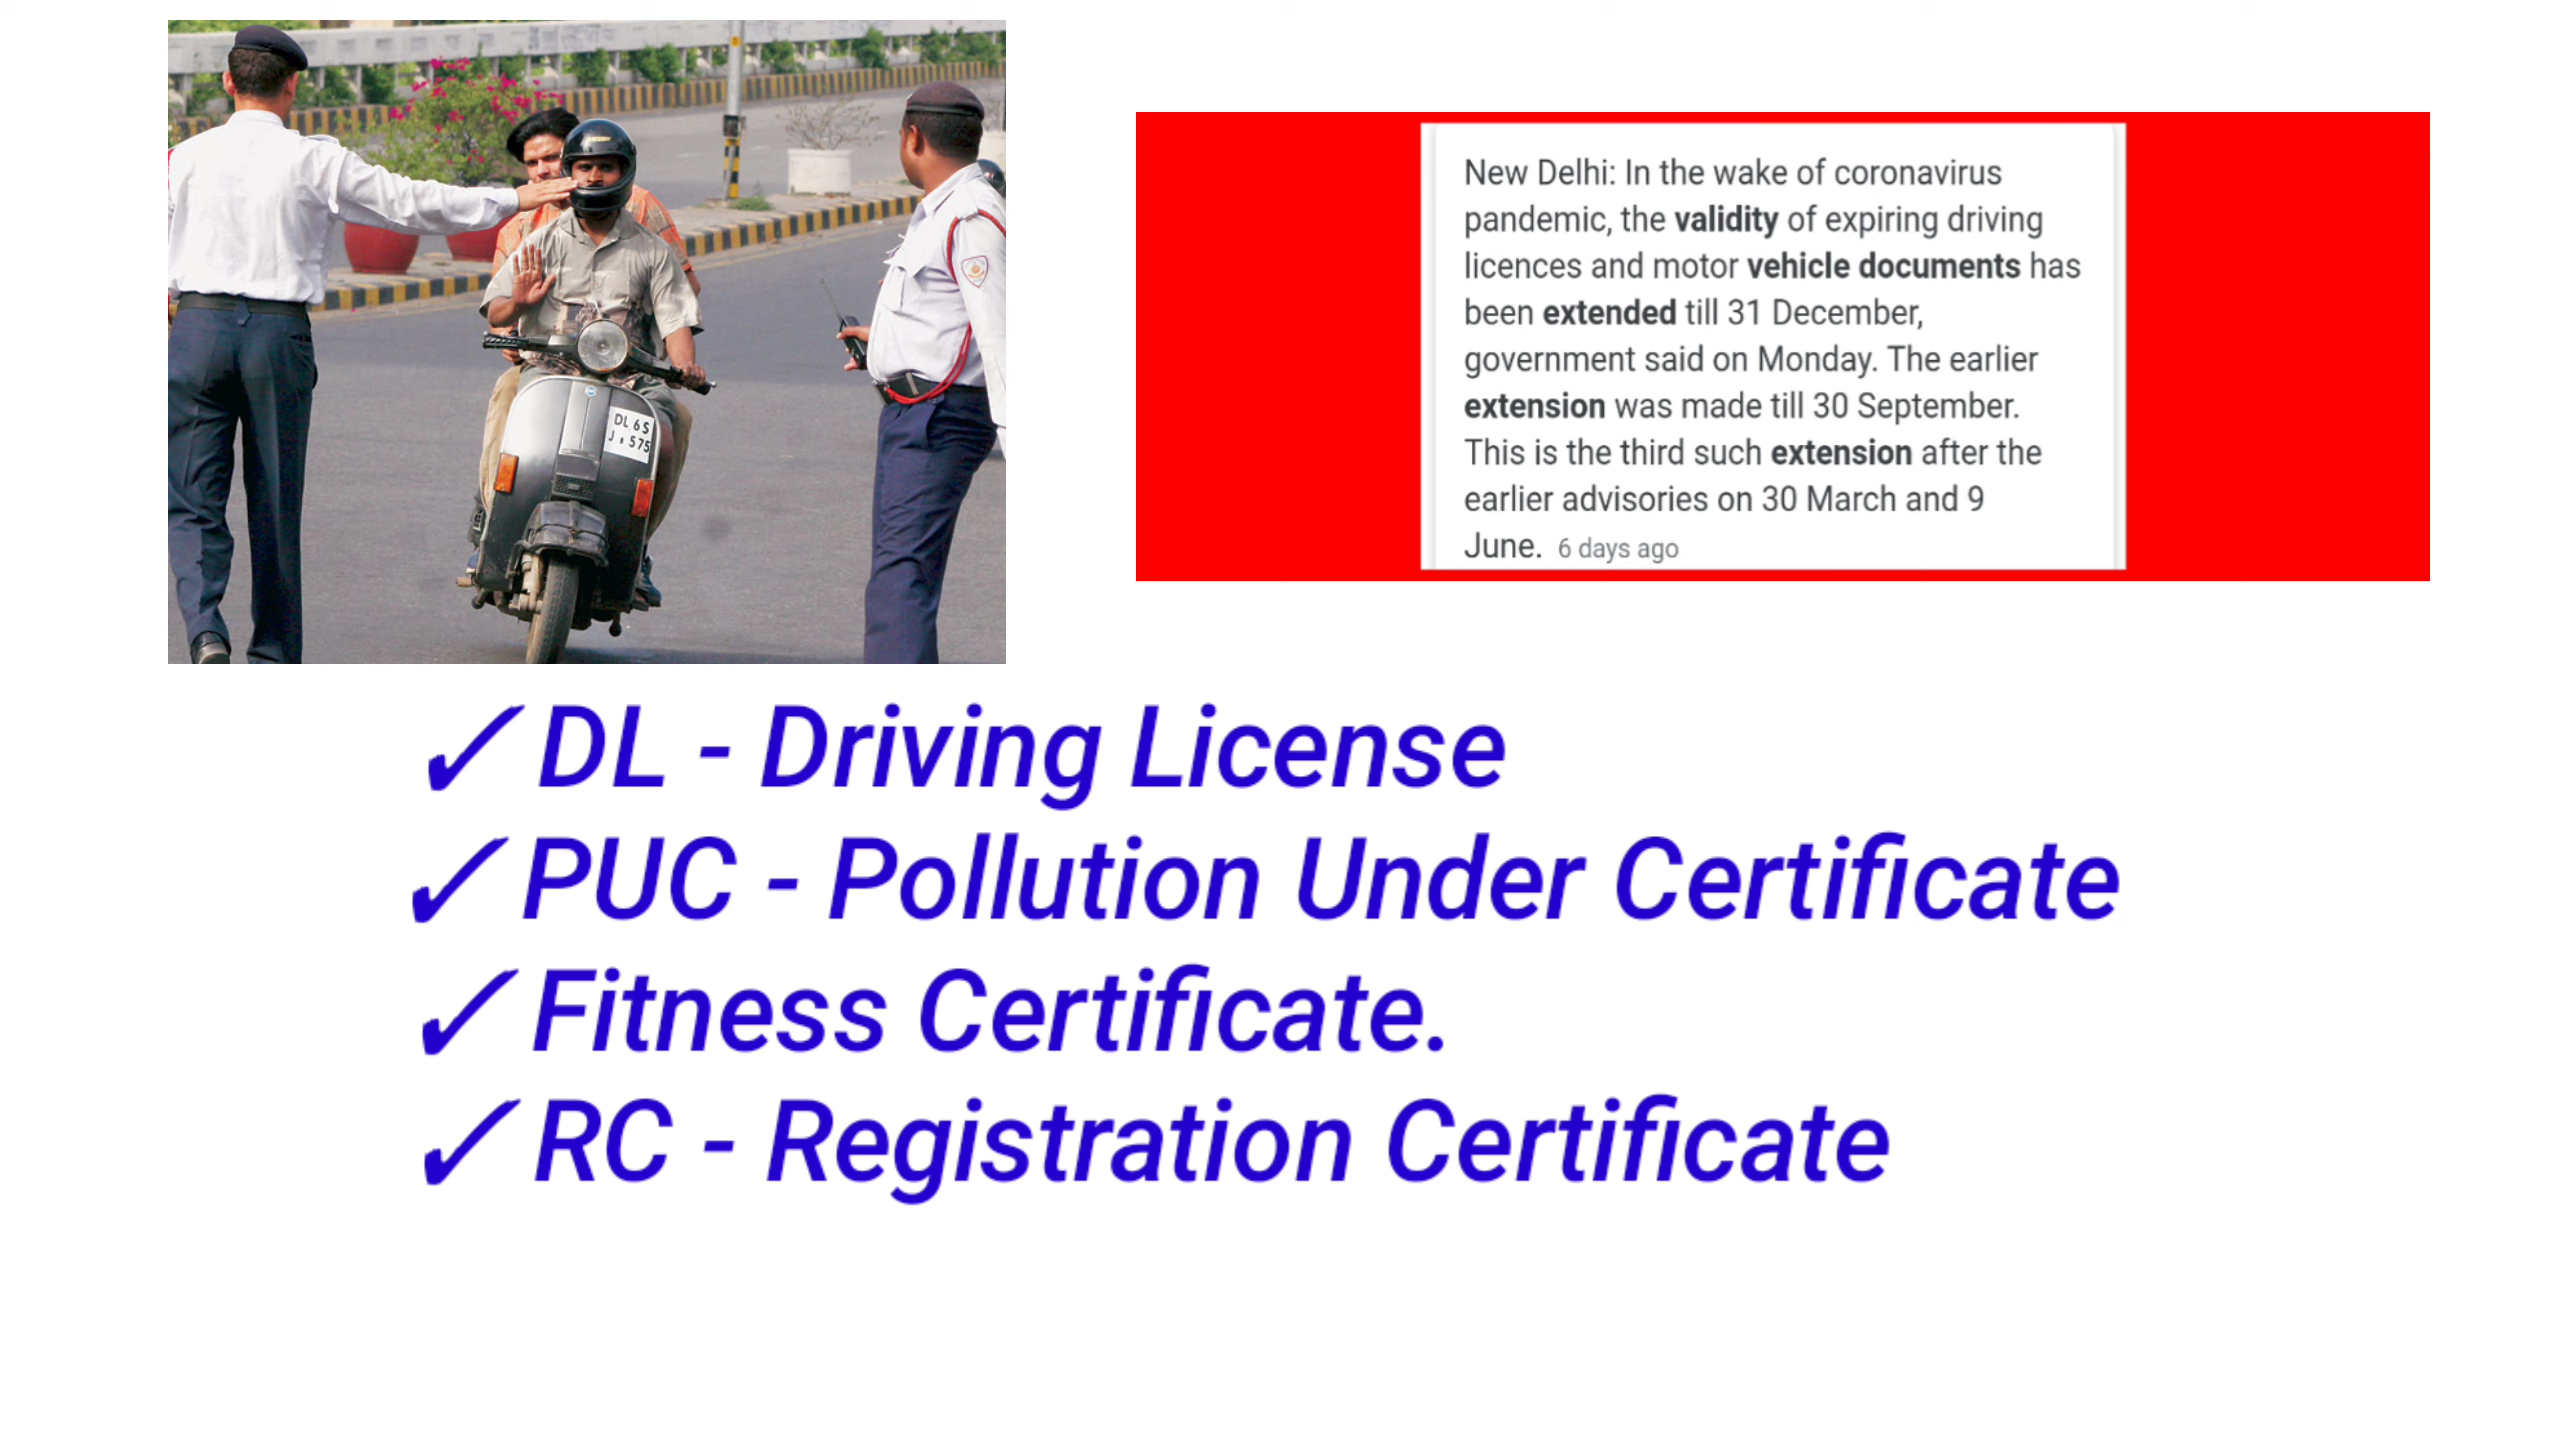 DL 6S
J 575
New Delhi: In the wake of coronavirus
pandemic, the validity of expiring driving
licences and motor vehicle documents has
been extended till 31 December,
government said on Monday. The earlier
extension was made till 30 September.
This is the third such extension after the
earlier advisories on 30 March and 9
June. 6 days ago
✓ DL - Driving License
✓ PUC - Pollution Under Certificate
✓ Fitness Certificate.
✓ RC - Registration Certificate